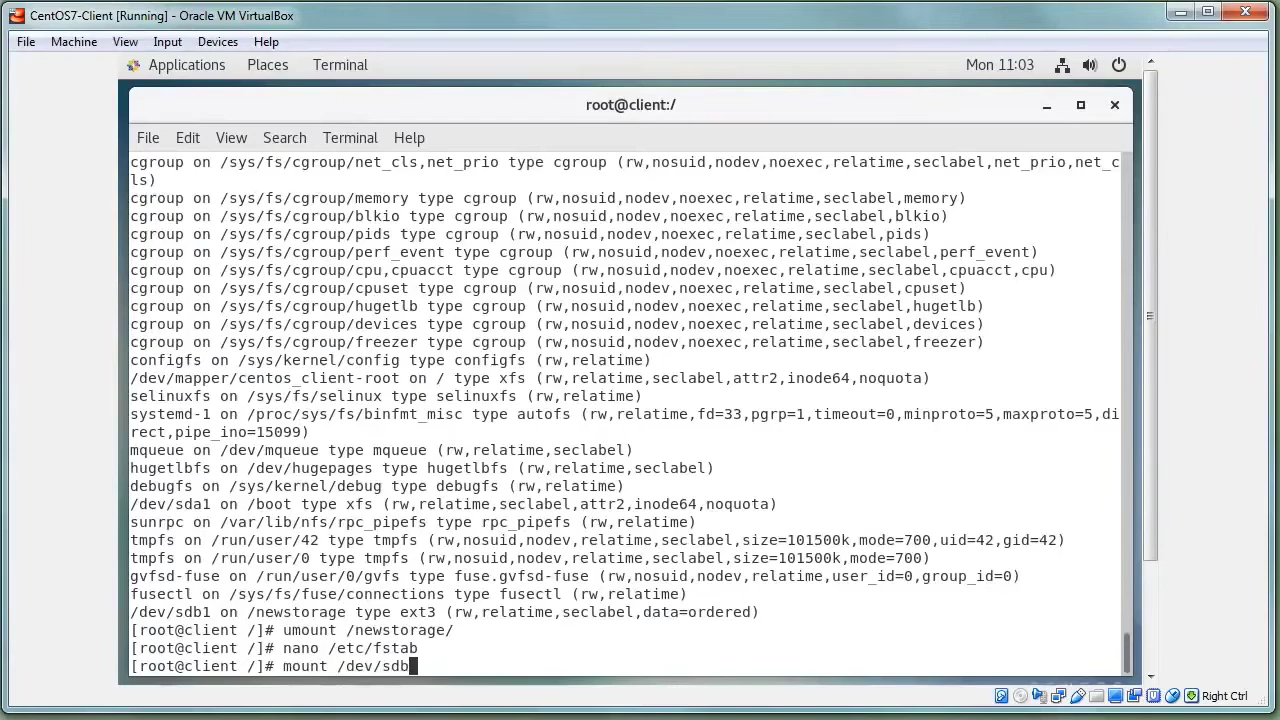 CentOS7-Client [Running] - Oracle VM VirtualBox
File Machine View Input Devices Help
Applications Places Terminal Mon 11:03
root@client:/
File Edit View Search Terminal Help
cgroup on /sys/fs/cgroup/net_cls,net_prio type cgroup (rw,nosuid,nodev,noexec,relatime,seclabel,net_prio,net_c
ls)
cgroup on /sys/fs/cgroup/memory type cgroup (rw,nosuid,nodev,noexec,relatime,seclabel,memory)
cgroup on /sys/fs/cgroup/blkio type cgroup (rw,nosuid,nodev,noexec,relatime,seclabel,blkio)
cgroup on /sys/fs/cgroup/pids type cgroup (rw,nosuid,nodev,noexec,relatime,seclabel,pids)
cgroup on /sys/fs/cgroup/perf_event type cgroup (rw,nosuid,nodev,noexec,relatime,seclabel,perf_event)
cgroup on /sys/fs/cgroup/cpu,cpuacct type cgroup (rw,nosuid,nodev,noexec,relatime,seclabel,cpuacct,cpu)
cgroup on /sys/fs/cgroup/cpuset type cgroup (rw,nosuid,nodev,noexec,relatime,seclabel,cpuset)
cgroup on /sys/fs/cgroup/hugetlb type cgroup (rw,nosuid,nodev,noexec,relatime,seclabel,hugetlb)
cgroup on /sys/fs/cgroup/devices type cgroup (rw,nosuid,nodev,noexec,relatime,seclabel,devices)
cgroup on /sys/fs/cgroup/freezer type cgroup (rw,nosuid,nodev,noexec,relatime,seclabel,freezer)
configfs on /sys/kernel/config type configfs (rw,relatime)
/dev/mapper/centos_client-root on / type xfs (rw,relatime,seclabel,attr2,inode64,noquota)
selinuxfs on /sys/fs/selinux type selinuxfs (rw,relatime)
systemd-1 on /proc/sys/fs/binfmt_misc type autofs (rw,relatime,fd=33,pgrp=1,timeout=0,minproto=5,maxproto=5,di
rect,pipe_ino=15099)
mqueue on /dev/mqueue type mqueue (rw,relatime,seclabel)
hugetlbfs on /dev/hugepages type hugetlbfs (rw,relatime,seclabel)
debugfs on /sys/kernel/debug type debugfs (rw,relatime)
/dev/sda1 on /boot type xfs (rw,relatime,seclabel,attr2,inode64,noquota)
sunrpc on /var/lib/nfs/rpc_pipefs type rpc_pipefs (rw,relatime)
tmpfs on /run/user/42 type tmpfs (rw,nosuid,nodev,relatime,seclabel,size=101500k,mode=700,uid=42,gid=42)
tmpfs on /run/user/0 type tmpfs (rw,nosuid,nodev,relatime,seclabel,size=101500k,mode=700)
gvfsd-fuse on /run/user/0/gvfs type fuse.gvfsd-fuse (rw,nosuid,nodev,relatime,user_id=0,group_id=0)
fusectl on /sys/fs/fuse/connections type fusectl (rw,relatime)
/dev/sdb1 on /newstorage type ext3 (rw,relatime,seclabel,data=ordered)
[root@client /]# umount /newstorage/
[root@client /]# nano /etc/fstab
[root@client /]# mount /dev/sdb
Right Ctrl